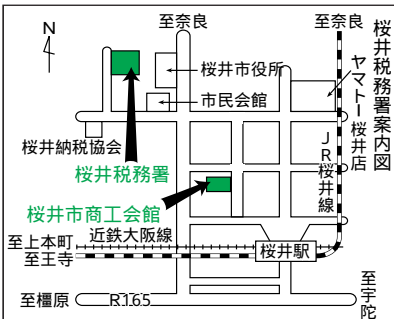 桜井税務署案内図
至奈良
至奈良
N
ヤマトー桜井店
桜井市役所
市民会館
桜井納税協会
桜井税務署
JR桜井線
桜井市商工会館
至上本町
近鉄大阪線
至王寺
桜井駅
至橿原
R.165
至宇陀